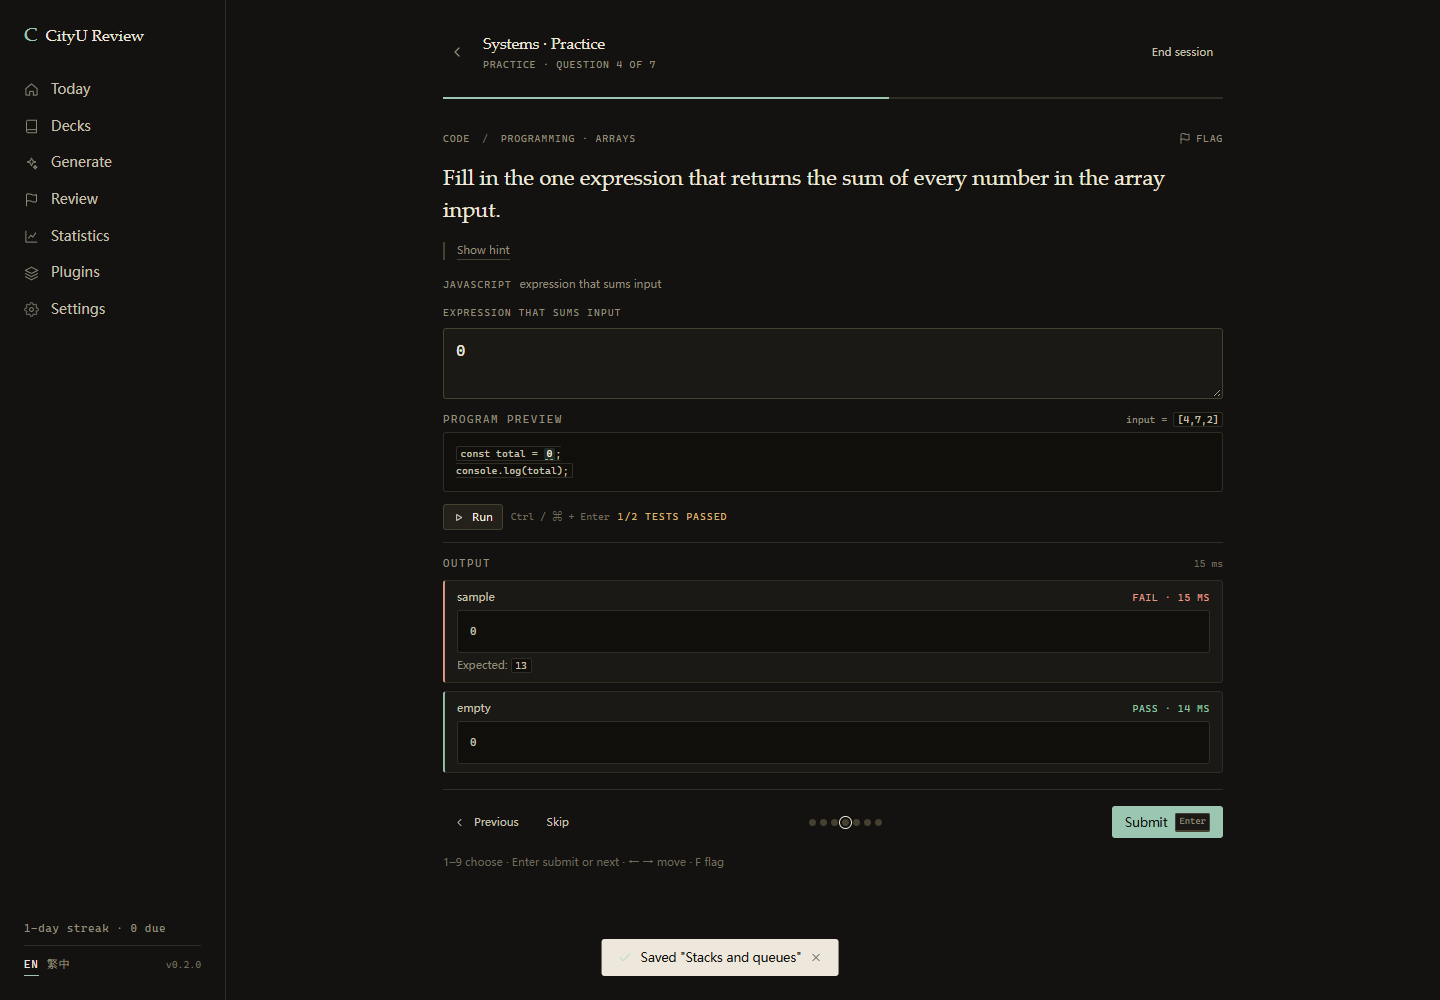 C CityU Review
Today
Decks
Generate
Review
Statistics
Plugins
Settings
1-day streak · 0 due
EN 繁中 v0.2.0
Systems · Practice
PRACTICE · QUESTION 4 OF 7
End session
CODE / PROGRAMMING · ARRAYS
FLAG
Fill in the one expression that returns the sum of every number in the array
input.
Show hint
JAVASCRIPT expression that sums input
EXPRESSION THAT SUMS INPUT
0
PROGRAM PREVIEW
input = [4,7,2]
const total = 0;
console.log(total);
Run Ctrl / ⌘ + Enter 1/2 TESTS PASSED
OUTPUT
15 ms
sample
FAIL · 15 MS
0
Expected: 13
empty
PASS · 14 MS
0
Previous
Skip
Submit Enter
1–9 choose · Enter submit or next · ← → move · F flag
Saved "Stacks and queues"